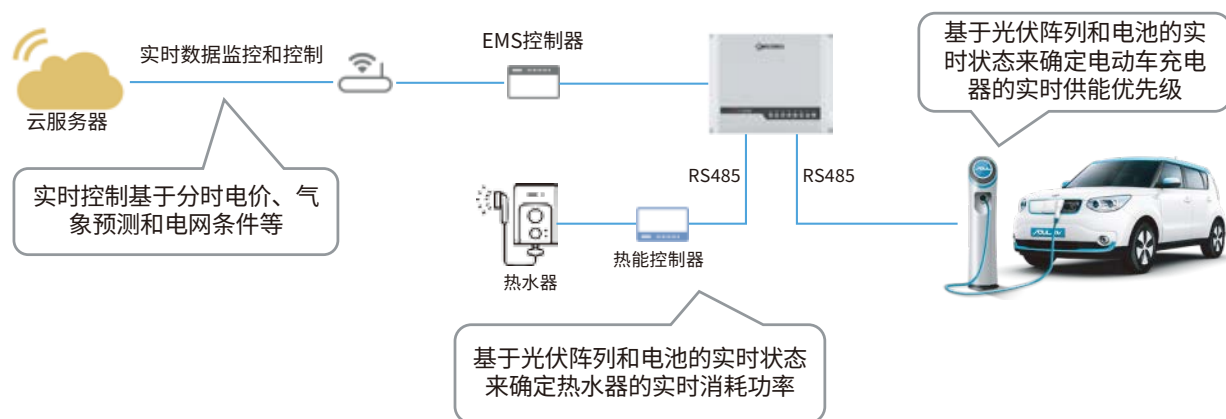 实时数据监控和控制
云服务器
EMS控制器
基于光伏阵列和电池的实
时状态来确定电动车充电
器的实时供能优先级
实时控制基于分时电价、气
象预测和电网条件等
RS485
RS485
热水器
热能控制器
基于光伏阵列和电池的实时状态
来确定热水器的实时消耗功率